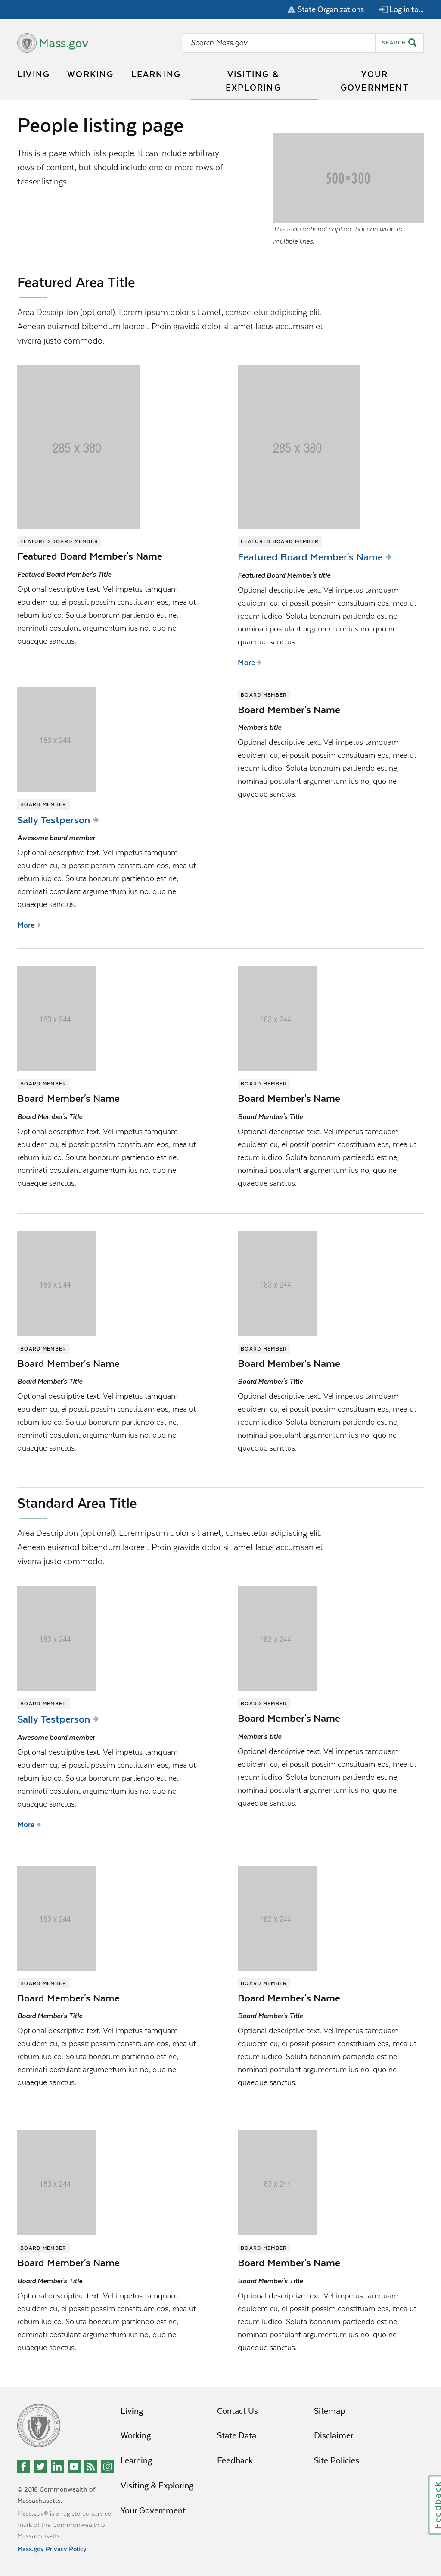 State Organizations
Log in to...
Mass.gov
Search Mass.gov
SEARCH
LIVING
WORKING
LEARNING
VISITING &
EXPLORING
YOUR
GOVERNMENT
People listing page
This is a page which lists people. It can include arbitrary
rows of content, but should include one or more rows of
teaser listings.
500×300
This is an optional caption that can wrap to
multiple lines.
Featured Area Title
Area Description (optional). Lorem ipsum dolor sit amet, consectetur adipiscing elit.
Aenean euismod bibendum laoreet. Proin gravida dolor sit amet lacus accumsan et
viverra justo commodo.
285 x 380
FEATURED BOARD MEMBER
Featured Board Member's Name
Featured Board Member's Title
Optional descriptive text. Vel impetus tamquam
equidem cu, ei possit possim constituam eos, mea ut
rebum iudico. Soluta bonorum partiendo est ne,
nominati postulant argumentum ius no, quo ne
quaeque sanctus.
285 x 380
FEATURED BOARD MEMBER
Featured Board Member's Name
Featured Board Member's title
Optional descriptive text. Vel impetus tamquam
equidem cu, ei possit possim constituam eos, mea ut
rebum iudico. Soluta bonorum partiendo est ne,
nominati postulant argumentum ius no, quo ne
quaeque sanctus.
More
183 x 244
BOARD MEMBER
Sally Testperson
Awesome board member
Optional descriptive text. Vel impetus tamquam
equidem cu, ei possit possim constituam eos, mea ut
rebum iudico. Soluta bonorum partiendo est ne,
nominati postulant argumentum ius no, quo ne
quaeque sanctus.
More
BOARD MEMBER
Board Member's Name
Member's title
Optional descriptive text. Vel impetus tamquam
equidem cu, ei possit possim constituam eos, mea ut
rebum iudico. Soluta bonorum partiendo est ne,
nominati postulant argumentum ius no, quo ne
quaeque sanctus.
183 x 244
BOARD MEMBER
Board Member's Name
Board Member's Title
Optional descriptive text. Vel impetus tamquam
equidem cu, ei possit possim constituam eos, mea ut
rebum iudico. Soluta bonorum partiendo est ne,
nominati postulant argumentum ius no, quo ne
quaeque sanctus.
183 x 244
BOARD MEMBER
Board Member's Name
Board Member's Title
Optional descriptive text. Vel impetus tamquam
equidem cu, ei possit possim constituam eos, mea ut
rebum iudico. Soluta bonorum partiendo est ne,
nominati postulant argumentum ius no, quo ne
quaeque sanctus.
183 x 244
BOARD MEMBER
Board Member's Name
Board Member's Title
Optional descriptive text. Vel impetus tamquam
equidem cu, ei possit possim constituam eos, mea ut
rebum iudico. Soluta bonorum partiendo est ne,
nominati postulant argumentum ius no, quo ne
quaeque sanctus.
183 x 244
BOARD MEMBER
Board Member's Name
Board Member's Title
Optional descriptive text. Vel impetus tamquam
equidem cu, ei possit possim constituam eos, mea ut
rebum iudico. Soluta bonorum partiendo est ne,
nominati postulant argumentum ius no, quo ne
quaeque sanctus.
Standard Area Title
Area Description (optional). Lorem ipsum dolor sit amet, consectetur adipiscing elit.
Aenean euismod bibendum laoreet. Proin gravida dolor sit amet lacus accumsan et
viverra justo commodo.
183 x 244
BOARD MEMBER
Sally Testperson
Awesome board member
Optional descriptive text. Vel impetus tamquam
equidem cu, ei possit possim constituam eos, mea ut
rebum iudico. Soluta bonorum partiendo est ne,
nominati postulant argumentum ius no, quo ne
quaeque sanctus.
More
183 x 244
BOARD MEMBER
Board Member's Name
Member's title
Optional descriptive text. Vel impetus tamquam
equidem cu, ei possit possim constituam eos, mea ut
rebum iudico. Soluta bonorum partiendo est ne,
nominati postulant argumentum ius no, quo ne
quaeque sanctus.
183 x 244
BOARD MEMBER
Board Member's Name
Board Member's Title
Optional descriptive text. Vel impetus tamquam
equidem cu, ei possit possim constituam eos, mea ut
rebum iudico. Soluta bonorum partiendo est ne,
nominati postulant argumentum ius no, quo ne
quaeque sanctus.
183 x 244
BOARD MEMBER
Board Member's Name
Board Member's Title
Optional descriptive text. Vel impetus tamquam
equidem cu, ei possit possim constituam eos, mea ut
rebum iudico. Soluta bonorum partiendo est ne,
nominati postulant argumentum ius no, quo ne
quaeque sanctus.
183 x 244
BOARD MEMBER
Board Member's Name
Board Member's Title
Optional descriptive text. Vel impetus tamquam
equidem cu, ei possit possim constituam eos, mea ut
rebum iudico. Soluta bonorum partiendo est ne,
nominati postulant argumentum ius no, quo ne
quaeque sanctus.
183 x 244
BOARD MEMBER
Board Member's Name
Board Member's Title
Optional descriptive text. Vel impetus tamquam
equidem cu, ei possit possim constituam eos, mea ut
rebum iudico. Soluta bonorum partiendo est ne,
nominati postulant argumentum ius no, quo ne
quaeque sanctus.
© 2018 Commonwealth of
Massachusetts.
Mass.gov® is a registered service
mark of the Commonwealth of
Massachusetts.
Mass.gov Privacy Policy
Living
Working
Learning
Visiting & Exploring
Your Government
Contact Us
State Data
Feedback
Sitemap
Disclaimer
Site Policies
Feedback